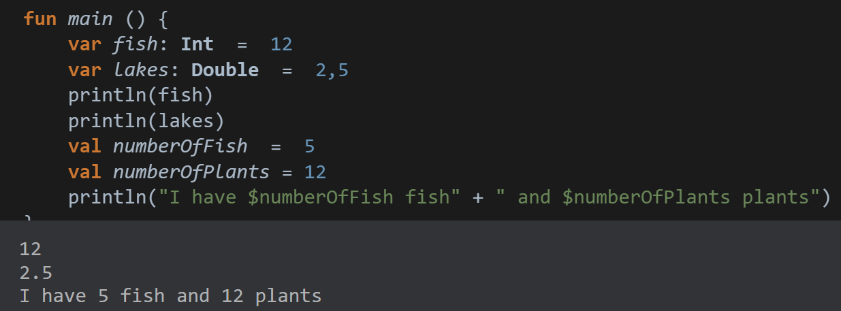 fun main () {
var fish: Int = 12
var lakes: Double = 2,5
println(fish)
println(lakes)
val numberOfFish = 5
val numberOfPlants = 12
println("I have $numberOfFish fish" + " and $numberOfPlants plants")
}
12
2.5
I have 5 fish and 12 plants